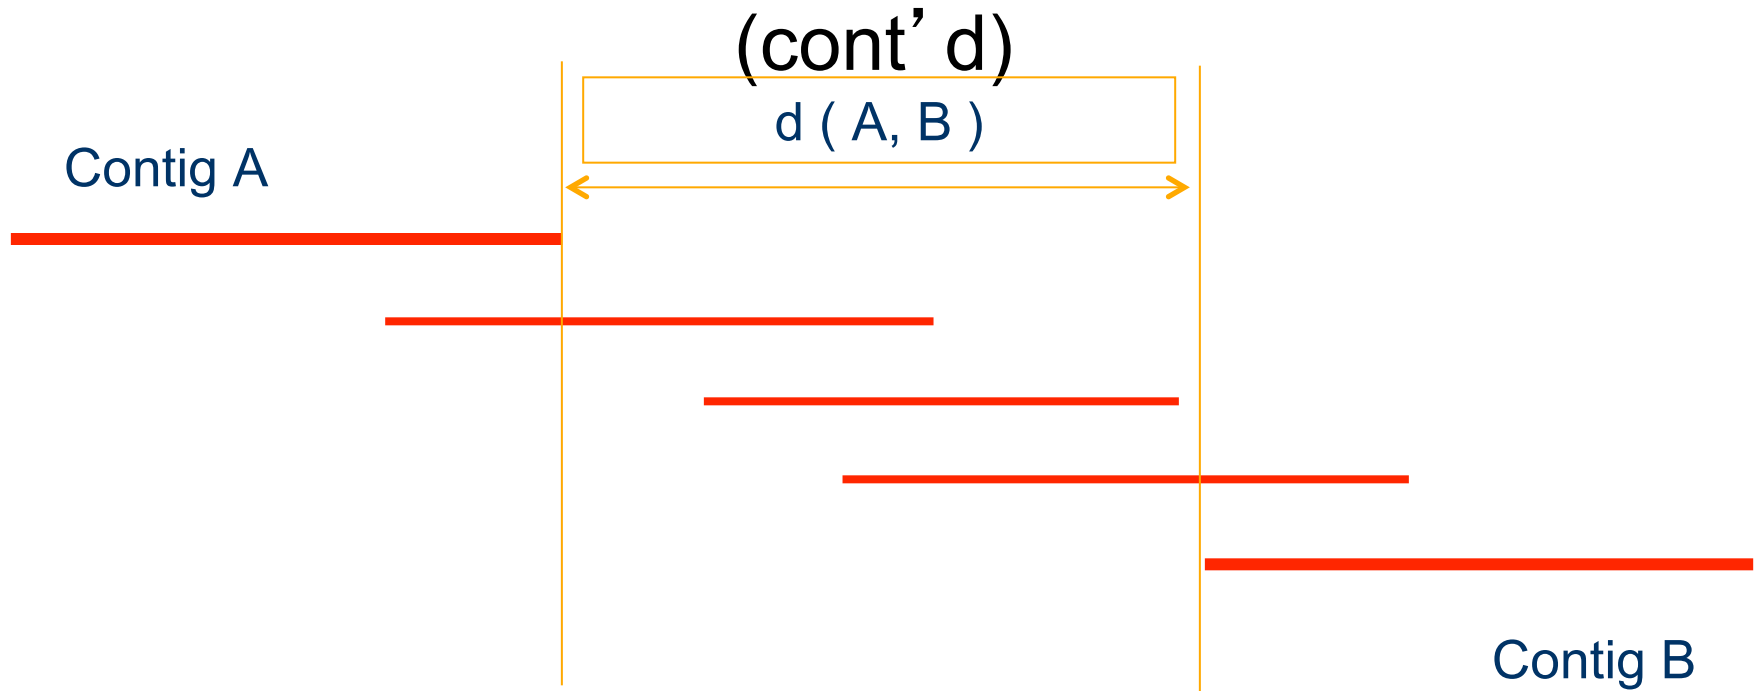 (cont’d)
d ( A, B )
Contig A
Contig B